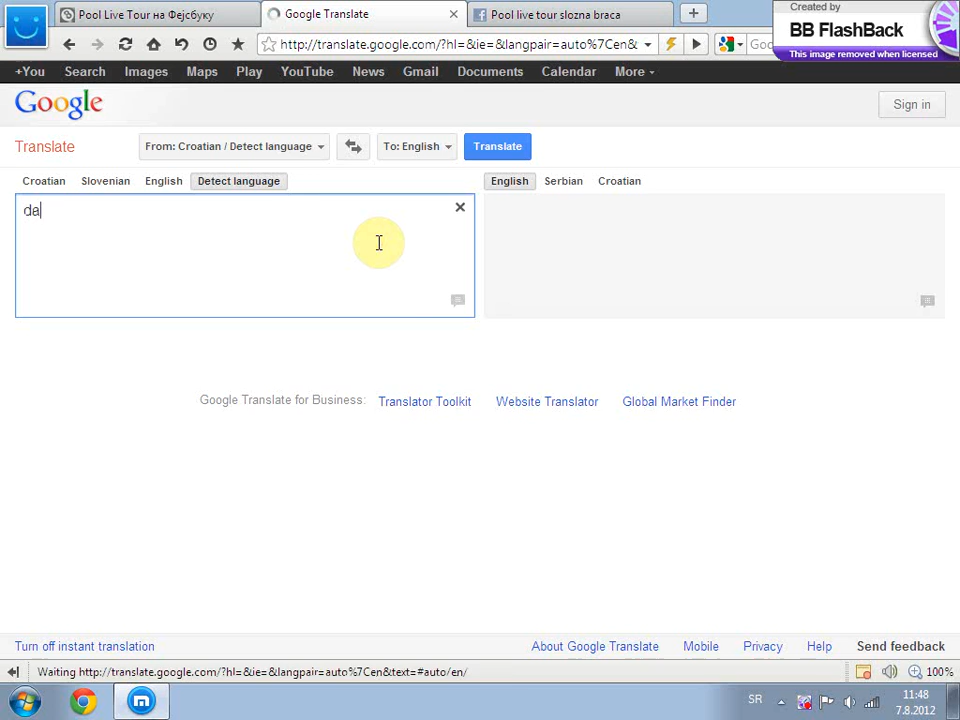 Pool Live Tour на Фејсбуку
Google Translate
Pool live tour slozna braca
Created by
BB FlashBack
This image removed when licensed
http://translate.google.com/?hl=&ie=&langpair=auto%7Cen&
Goo
+You Search Images Maps Play YouTube News Gmail Documents Calendar More
Google
Sign in
Translate
From: Croatian / Detect language
To: English
Translate
Croatian Slovenian English Detect language
English Serbian Croatian
da
Google Translate for Business: Translator Toolkit Website Translator Global Market Finder
Turn off instant translation
About Google Translate Mobile Privacy Help Send feedback
Waiting http://translate.google.com/?hl=&ie=&langpair=auto%7Cen&text=#auto/en/
100%
SR
11:48
7.8.2012